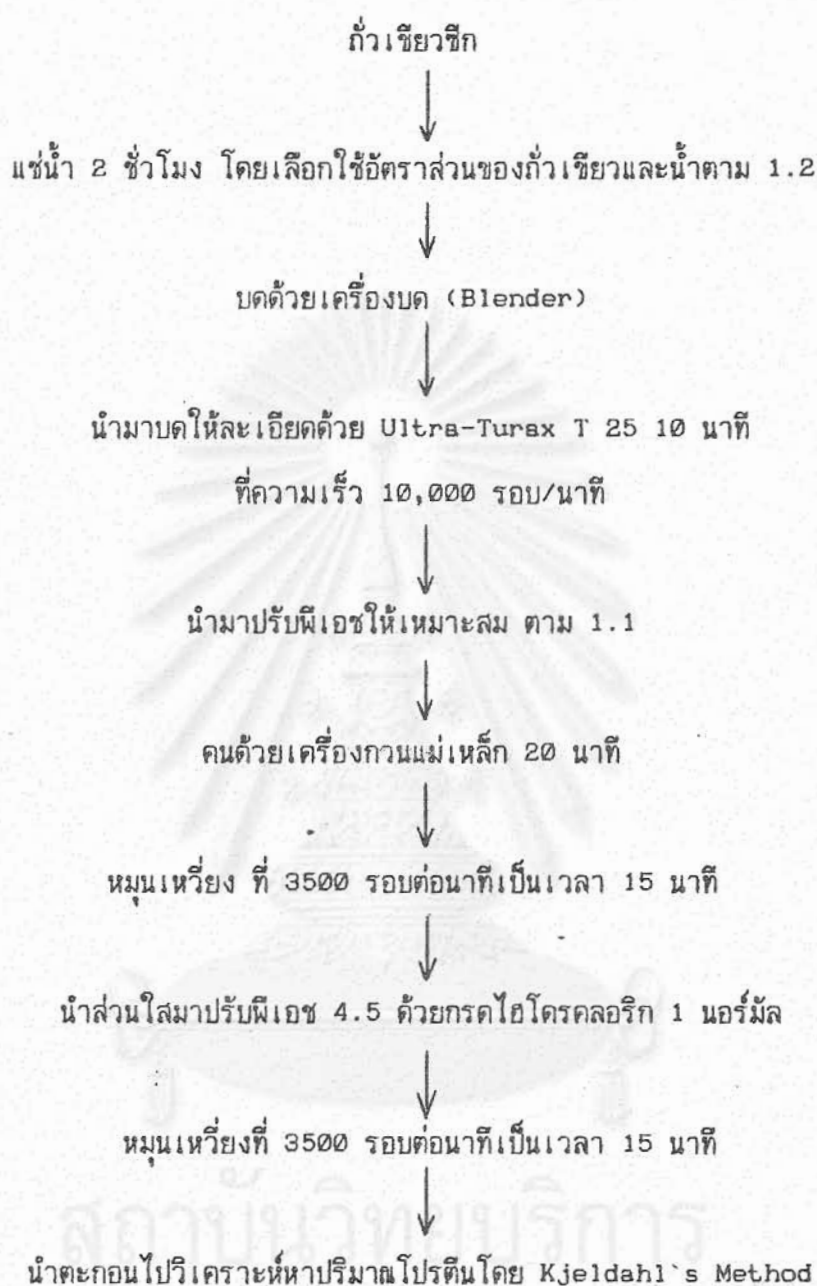 ถั่วเขียวซีก
แช่น้ำ 2 ชั่วโมง โดยเลือกใช้อัตราส่วนของถั่วเขียวและน้ำตาม 1.2
บดด้วยเครื่องบด (Blender)
นำมาบดให้ละเอียดด้วย Ultra-Turax T 25 10 นาที
ที่ความเร็ว 10,000 รอบ/นาที
นำมาปรับพีเอชให้เหมาะสม ตาม 1.1
คนด้วยเครื่องกวนแม่เหล็ก 20 นาที
หมุนเหวี่ยง ที่ 3500 รอบต่อนาทีเป็นเวลา 15 นาที
นำส่วนใสมาปรับพีเอช 4.5 ด้วยกรดไฮโดรคลอริก 1 นอร์มัล
หมุนเหวี่ยงที่ 3500 รอบต่อนาทีเป็นเวลา 15 นาที
สถาบันวิทยบริการ
นำตะกอนไปวิเคราะห์หาปริมาณโปรตีนโดย Kjeldahl`s Method